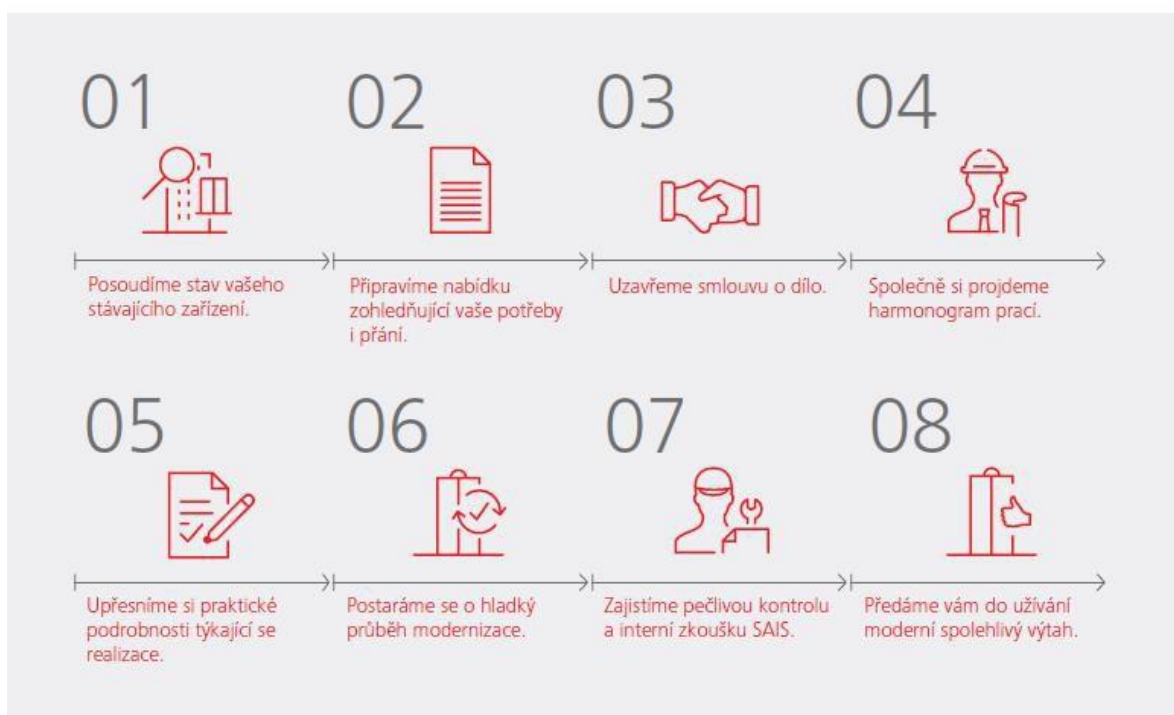 01
02
03
04
Posoudíme stav vašeho
stávajícího zařízení.
Připravíme nabídku
zohledňující vaše potřeby
i přání.
Uzavřeme smlouvu o dílo.
Společně si projdeme
harmonogram prací.
05
06
07
08
Upřesníme si praktické
podrobnosti týkající se
realizace.
Postaráme se o hladký
průběh modernizace.
Zajistíme pečlivou kontrolu
a interní zkoušku SAIS.
Předáme vám do užívání
moderní spolehlivý výtah.